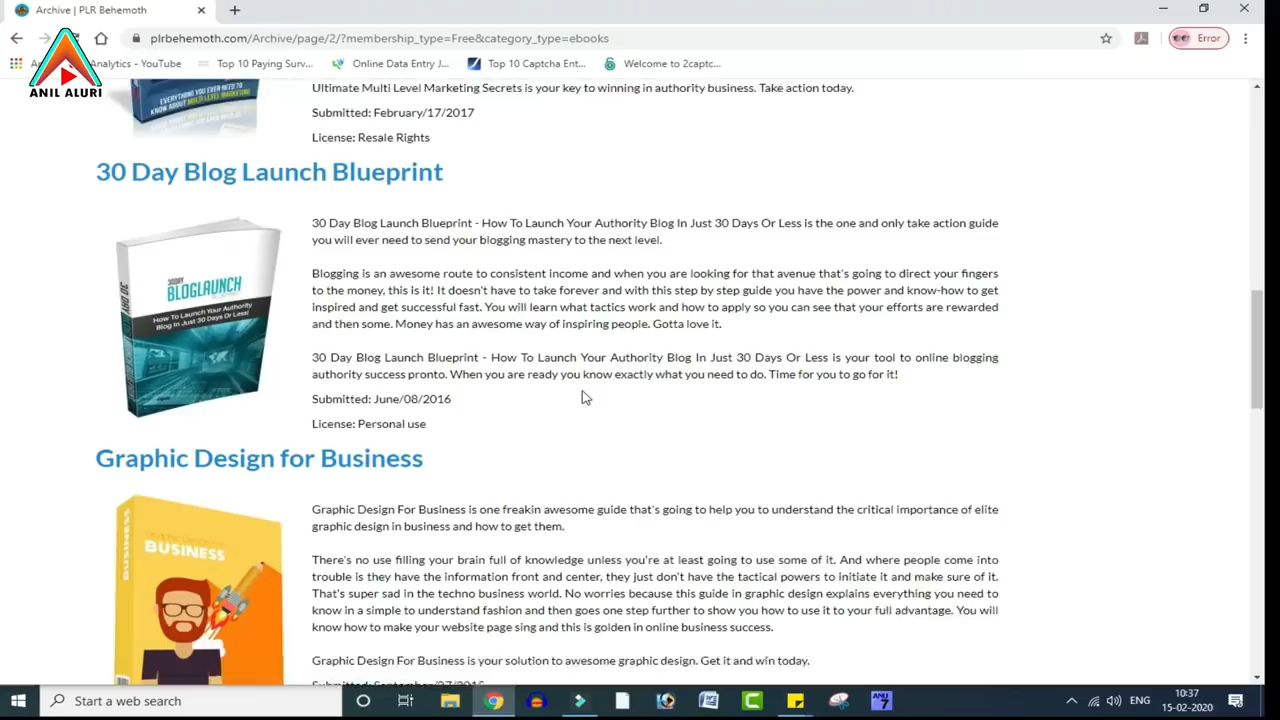 Archive | PLR Behemoth
plrbehemoth.com/Archive/page/2/?membership_type=Free&category_type=ebooks
Error
Analytics - YouTube
Top 10 Paying Surv...
Online Data Entry J...
Top 10 Captcha Ent...
Welcome to 2captc...
ANIL ALURI
EVERYTHING YOU EVER NEED TO
KNOW ABOUT MULTI LEVEL MARKETING
Ultimate Multi Level Marketing Secrets is your key to winning in authority business. Take action today.
Submitted: February/17/2017
License: Resale Rights
30 Day Blog Launch Blueprint
30 DAY
BLOGLAUNCH
How To Launch Your Authority
Blog In Just 30 Days Or Less!
30 Day Blog Launch Blueprint - How To Launch Your Authority Blog In Just 30 Days Or Less is the one and only take action guide
you will ever need to send your blogging mastery to the next level.
Blogging is an awesome route to consistent income and when you are looking for that avenue that's going to direct your fingers
to the money, this is it! It doesn't have to take forever and with this step by step guide you have the power and know-how to get
inspired and get successful fast. You will learn what tactics work and how to apply so you can see that your efforts are rewarded
and then some. Money has an awesome way of inspiring people. Gotta love it.
30 Day Blog Launch Blueprint - How To Launch Your Authority Blog In Just 30 Days Or Less is your tool to online blogging
authority success pronto. When you are ready you know exactly what you need to do. Time for you to go for it!
Submitted: June/08/2016
License: Personal use
Graphic Design for Business
Graphic Design for
BUSINESS
BUSINESS
Graphic Design For Business is one freakin awesome guide that's going to help you to understand the critical importance of elite
graphic design in business and how to get them.
There's no use filling your brain full of knowledge unless you're at least going to use some of it. And where people come into
trouble is they have the information front and center, they just don't have the tactical powers to initiate it and make sure of it.
That's super sad in the techno business world. No worries because this guide in graphic design explains everything you need to
know in a simple to understand fashion and then goes one step further to show you how to use it to your full advantage. You will
know how to make your website page sing and this is golden in online business success.
Graphic Design For Business is your solution to awesome graphic design. Get it and win today.
Start a web search
ANU
7
ENG
10:37
15-02-2020